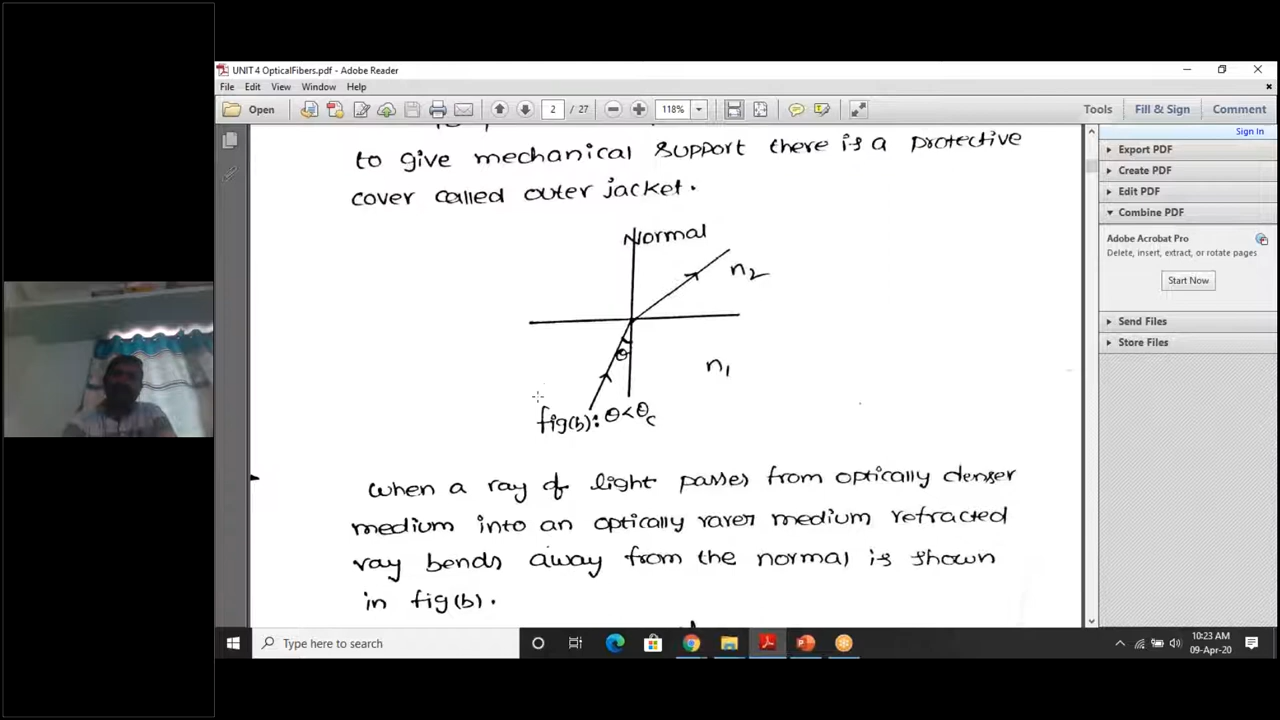 UNIT 4 OpticalFibers.pdf - Adobe Reader
File Edit View Window Help
Open 2 / 27 118% Tools Fill & Sign Comment
Sign In
to give mechanical support there is a protective
cover called outer jacket.
Normal
n2
θ
n1
fig(b): θ<θc
when a ray of light passes from optically denser
medium into an optically rarer medium refracted
ray bends away from the normal is shown
in fig(b).
Export PDF
Create PDF
Edit PDF
Combine PDF
Adobe Acrobat Pro
Delete, insert, extract, or rotate pages
Start Now
Send Files
Store Files
Type here to search
10:23 AM
09-Apr-20